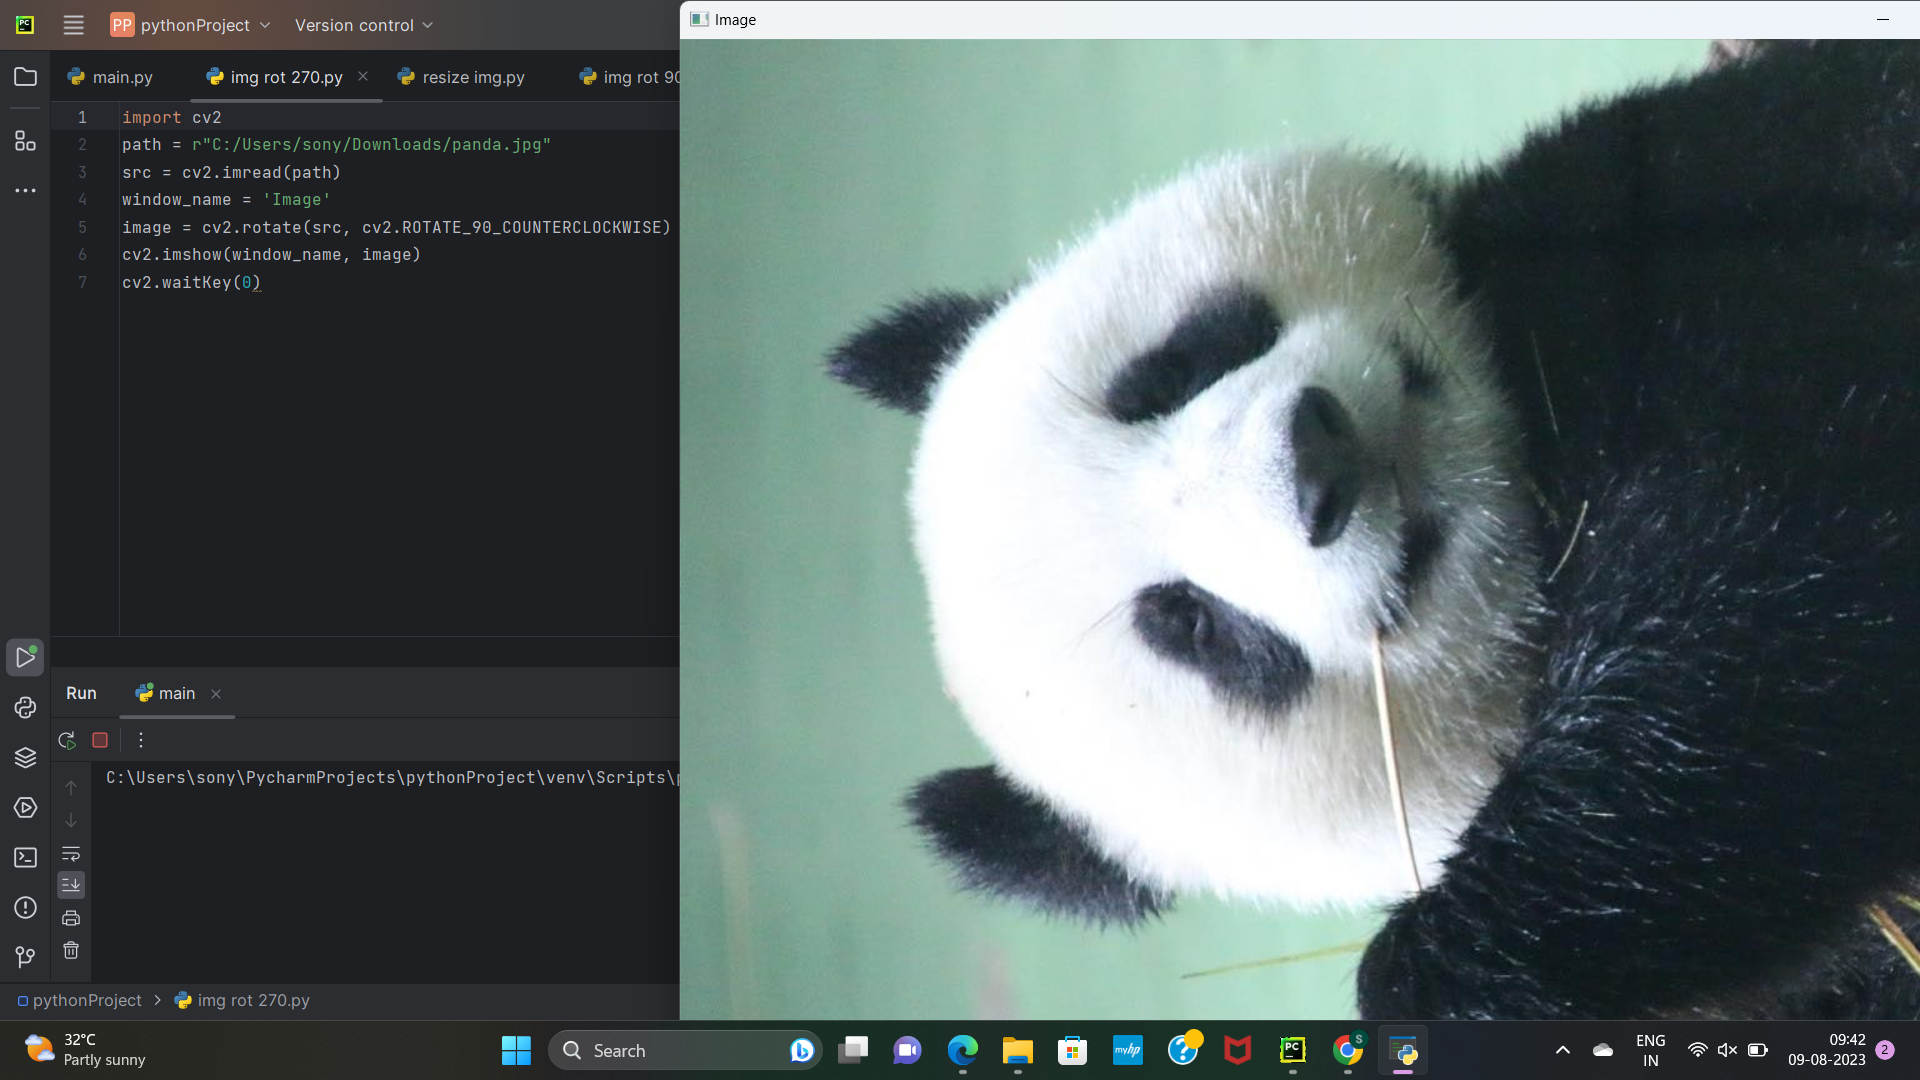 PP pythonProject Version control
Image
main.py img rot 270.py resize img.py img rot 90
1 import cv2
2 path = r"C:/Users/sony/Downloads/panda.jpg"
3 src = cv2.imread(path)
4 window_name = 'Image'
5 image = cv2.rotate(src, cv2.ROTATE_90_COUNTERCLOCKWISE)
6 cv2.imshow(window_name, image)
7 cv2.waitKey(0)
Run main
C:\Users\sony\PycharmProjects\pythonProject\venv\Scripts\
pythonProject > img rot 270.py
32°C
Partly sunny
Search
myhp
PC
S
ENG
IN
09:42
09-08-2023
2